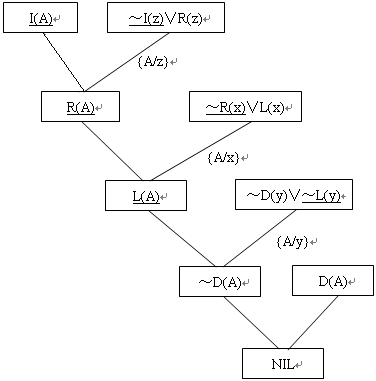 I(A)↵ ～I(z)∨R(z)↵
{A/z}↵
R(A)↵ ～R(x)∨L(x)↵
{A/x}↵
L(A)↵ ～D(y)∨～L(y)↵
{A/y}↵
～D(A)↵ D(A)↵
NIL↵